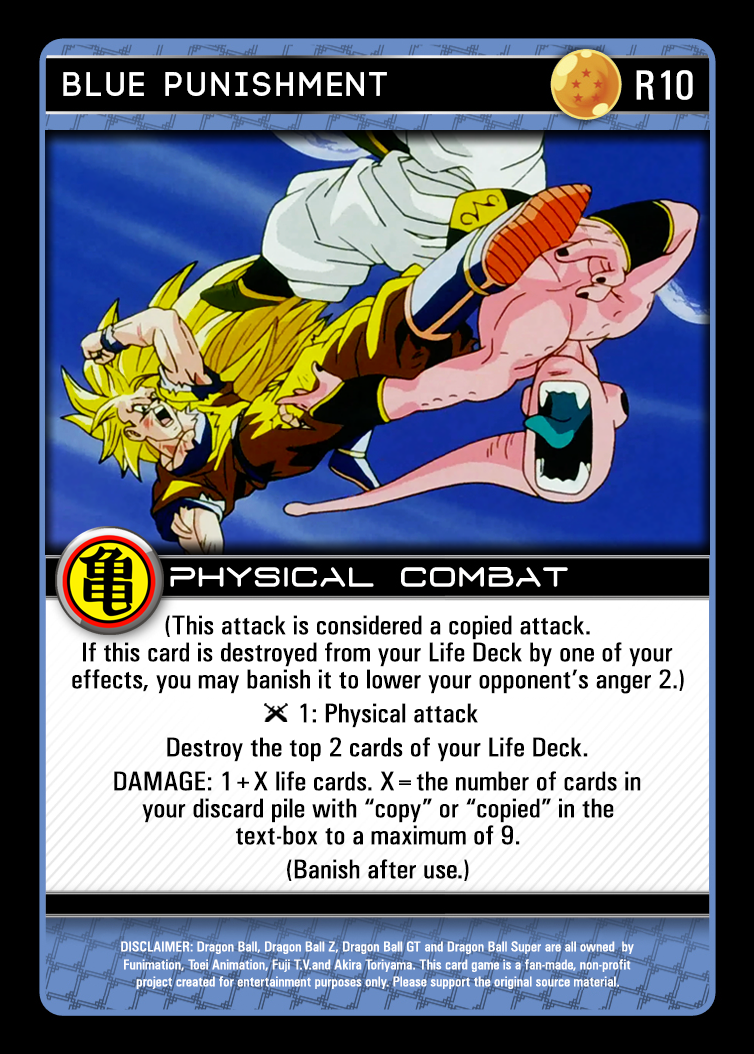 BLUE PUNISHMENT R10
亀 PHYSICAL COMBAT
(This attack is considered a copied attack.
If this card is destroyed from your Life Deck by one of your
effects, you may banish it to lower your opponent's anger 2.)
1: Physical attack
Destroy the top 2 cards of your Life Deck.
DAMAGE: 1+X life cards. X=the number of cards in
your discard pile with “copy” or “copied” in the
text-box to a maximum of 9.
(Banish after use.)
DISCLAIMER: Dragon Ball, Dragon Ball Z, Dragon Ball GT and Dragon Ball Super are all owned by
Funimation, Toei Animation, Fuji T.V.and Akira Toriyama. This card game is a fan-made, non-profit
project created for entertainment purposes only. Please support the original source material.